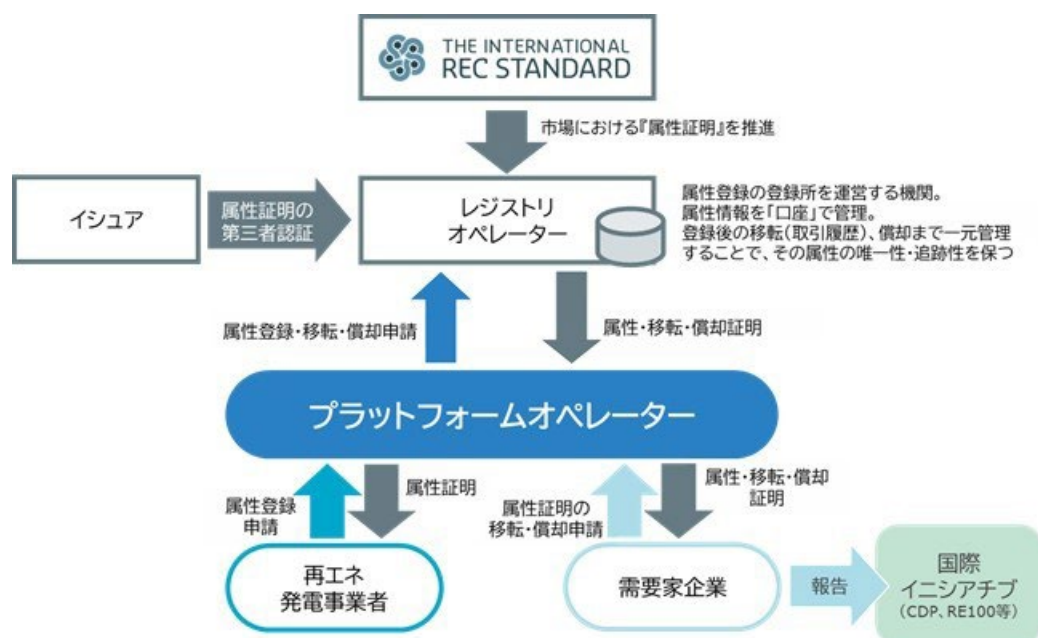 THE INTERNATIONAL
REC STANDARD
市場における『属性証明』を推進
イシュア
属性証明の
第三者認証
レジストリ
オペレーター
属性登録の登録所を運営する機関。
属性情報を「口座」で管理。
登録後の移転(取引履歴)、償却まで一元管理
することで、その属性の唯一性・追跡性を保つ
属性登録・移転・償却申請
属性・移転・償却証明
プラットフォームオペレーター
属性登録
申請
属性証明
属性証明の
移転・償却申請
属性・移転・償却
証明
再エネ
発電事業者
需要家企業
報告
国際
イニシアチブ
(CDP、RE100等)